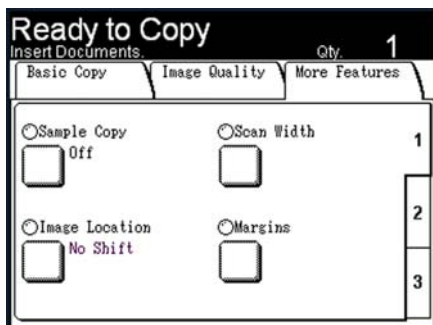 Ready to Copy
Insert Documents. Qty. 1
Basic Copy Image Quality More Features
Sample Copy Scan Width
Off
1
Image Location Margins
No Shift
2
3